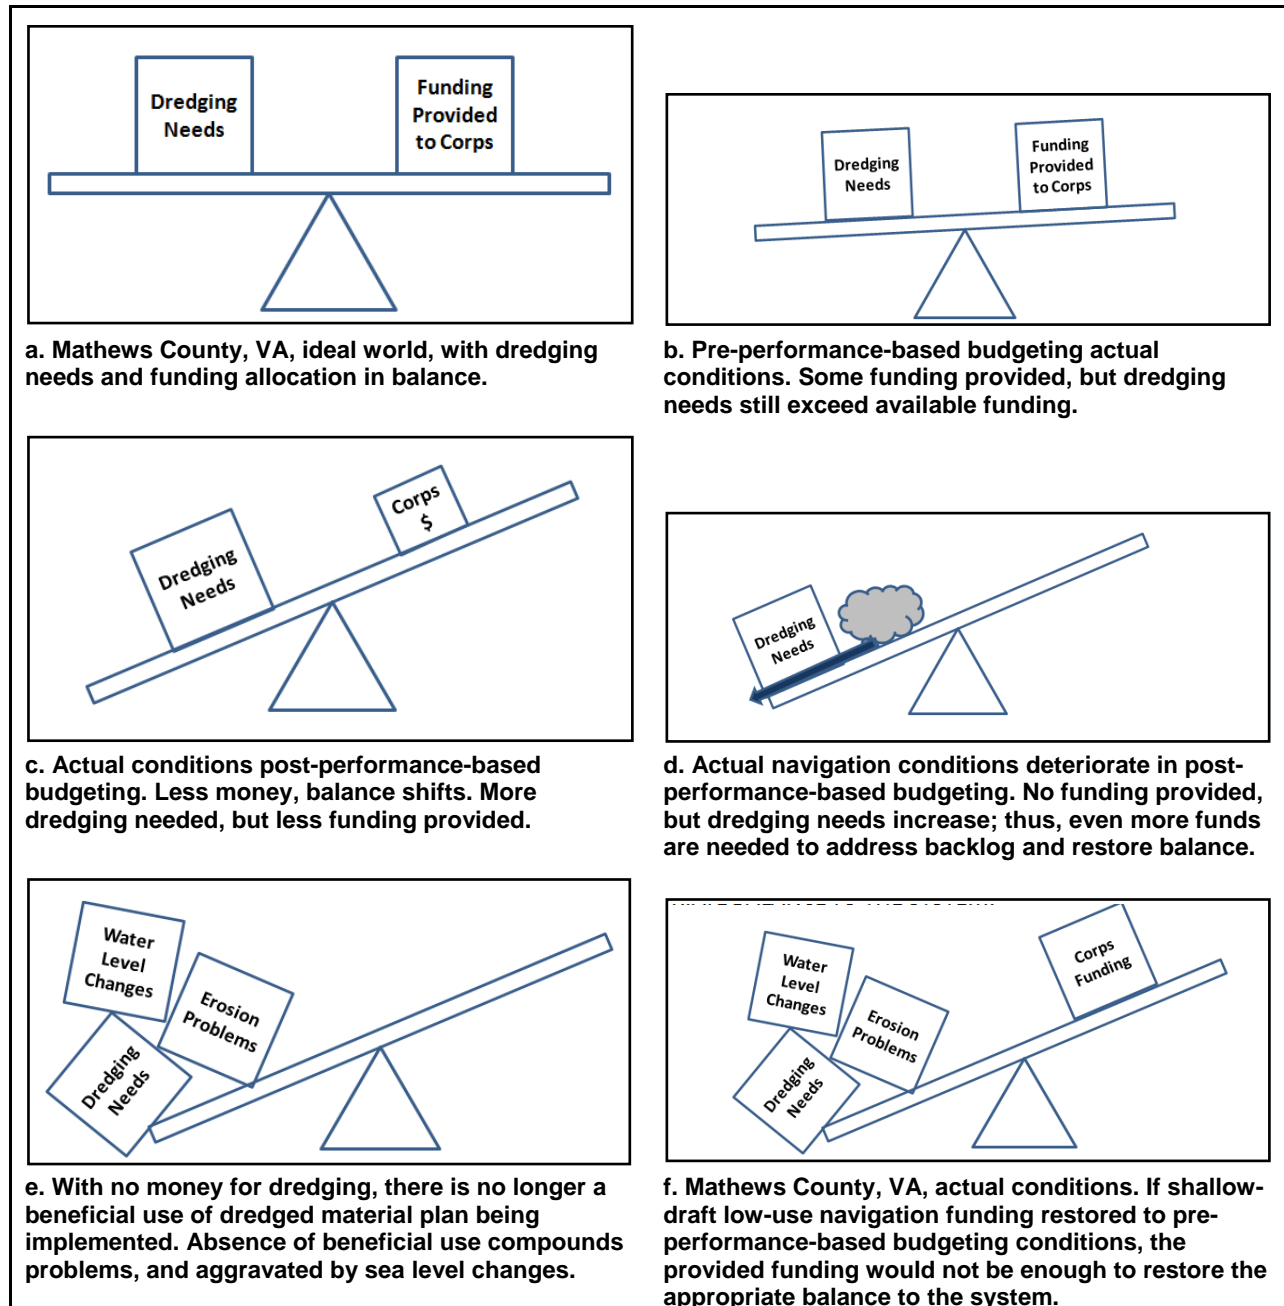 Dredging
Needs
Funding
Provided
to Corps
a. Mathews County, VA, ideal world, with dredging
needs and funding allocation in balance.
Dredging
Needs
Funding
Provided
to Corps
b. Pre-performance-based budgeting actual
conditions. Some funding provided, but dredging
needs still exceed available funding.
Dredging
Needs
Corps
$
c. Actual conditions post-performance-based
budgeting. Less money, balance shifts. More
dredging needed, but less funding provided.
Dredging
Needs
d. Actual navigation conditions deteriorate in post-
performance-based budgeting. No funding provided,
but dredging needs increase; thus, even more funds
are needed to address backlog and restore balance.
Water
Level
Changes
Erosion
Problems
Dredging
Needs
e. With no money for dredging, there is no longer a
beneficial use of dredged material plan being
implemented. Absence of beneficial use compounds
problems, and aggravated by sea level changes.
Water
Level
Changes
Erosion
Problems
Dredging
Needs
Corps
Funding
f. Mathews County, VA, actual conditions. If shallow-
draft low-use navigation funding restored to pre-
performance-based budgeting conditions, the
provided funding would not be enough to restore the
appropriate balance to the system.